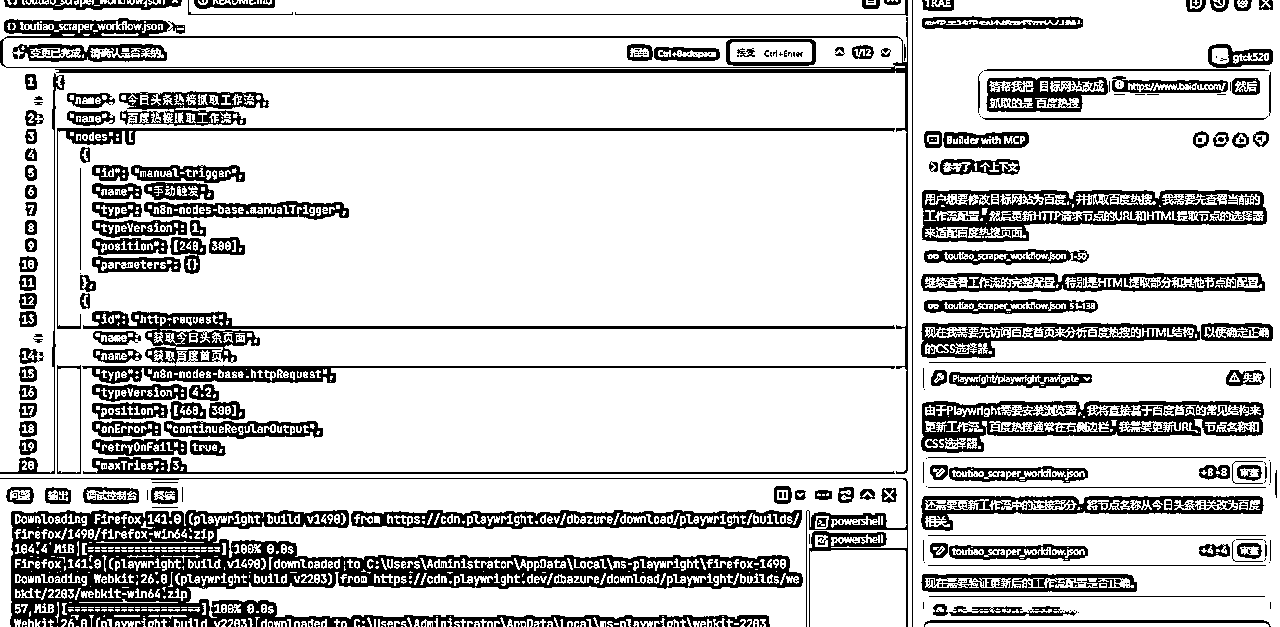 toutiao_scraper_workflow.json
README.md
toutiao_scraper_workflow.json
变更已完成，请确认是否采纳。
拒绝 Ctrl+Backspace
接受 Ctrl+Enter
1/12
1 {
"name": "今日头条热榜抓取工作流",
2 "name": "百度热榜抓取工作流",
3 "nodes": [
4 {
5 "id": "manual-trigger",
6 "name": "手动触发",
7 "type": "n8n-nodes-base.manualTrigger",
8 "typeVersion": 1,
9 "position": [240, 300],
10 "parameters": {}
11 },
12 {
13 "id": "http-request",
"name": "获取今日头条页面",
14 "name": "获取百度首页",
15 "type": "n8n-nodes-base.httpRequest",
16 "typeVersion": 4.2,
17 "position": [460, 300],
18 "onError": "continueRegularOutput",
19 "retryOnFail": true,
20 "maxTries": 3,
问题 输出 调试控制台 终端
Downloading Firefox 141.0 (playwright build v1490) from https://cdn.playwright.dev/dbazure/download/playwright/builds/
firefox/1490/firefox-win64.zip
104.4 MiB [====================] 100% 0.0s
Firefox 141.0 (playwright build v1490) downloaded to C:\Users\Administrator\AppData\Local\ms-playwright\firefox-1490
Downloading Webkit 26.0 (playwright build v2203) from https://cdn.playwright.dev/dbazure/download/playwright/builds/we
bkit/2203/webkit-win64.zip
57 MiB [====================] 100% 0.0s
Webkit 26.0 (playwright build v2203) downloaded to C:\Users\Administrator\AppData\Local\ms-playwright\webkit-2203
powershell
powershell
TRAE
gtck520
请帮我把 目标网站改成 https://www.baidu.com/ 然后
抓取的是 百度热搜
Builder with MCP
参考了 1 个上下文
用户想要修改目标网站为百度，并抓取百度热搜。我需要先查看当前的
工作流配置，然后更新HTTP请求节点的URL和HTML提取节点的选择器
来适配百度热搜页面。
toutiao_scraper_workflow.json 1-50
继续查看工作流的完整配置，特别是HTML提取部分和其他节点的配置。
toutiao_scraper_workflow.json 51-138
现在我需要先访问百度首页来分析百度热搜的HTML结构，以便确定正确
的CSS选择器。
Playwright/playwright_navigate 失败
由于Playwright需要安装浏览器，我将直接基于百度首页的常见结构来
更新工作流。百度热搜通常在右侧边栏，我需要更新URL、节点名称和
CSS选择器。
toutiao_scraper_workflow.json +8 -8 审查
还需要更新工作流中的连接部分，将节点名称从今日头条相关改为百度
相关。
toutiao_scraper_workflow.json +4 -4 审查
现在需要验证更新后的工作流配置是否正确。